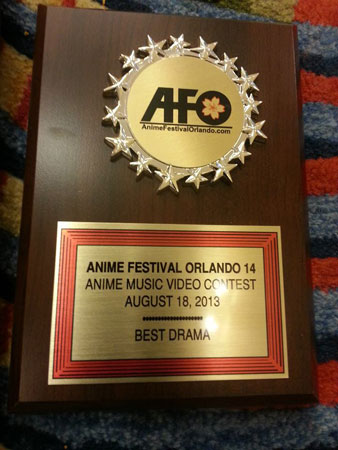 AFO
AnimeFestivalOrlando.com
ANIME FESTIVAL ORLANDO 14
ANIME MUSIC VIDEO CONTEST
AUGUST 18, 2013
BEST DRAMA